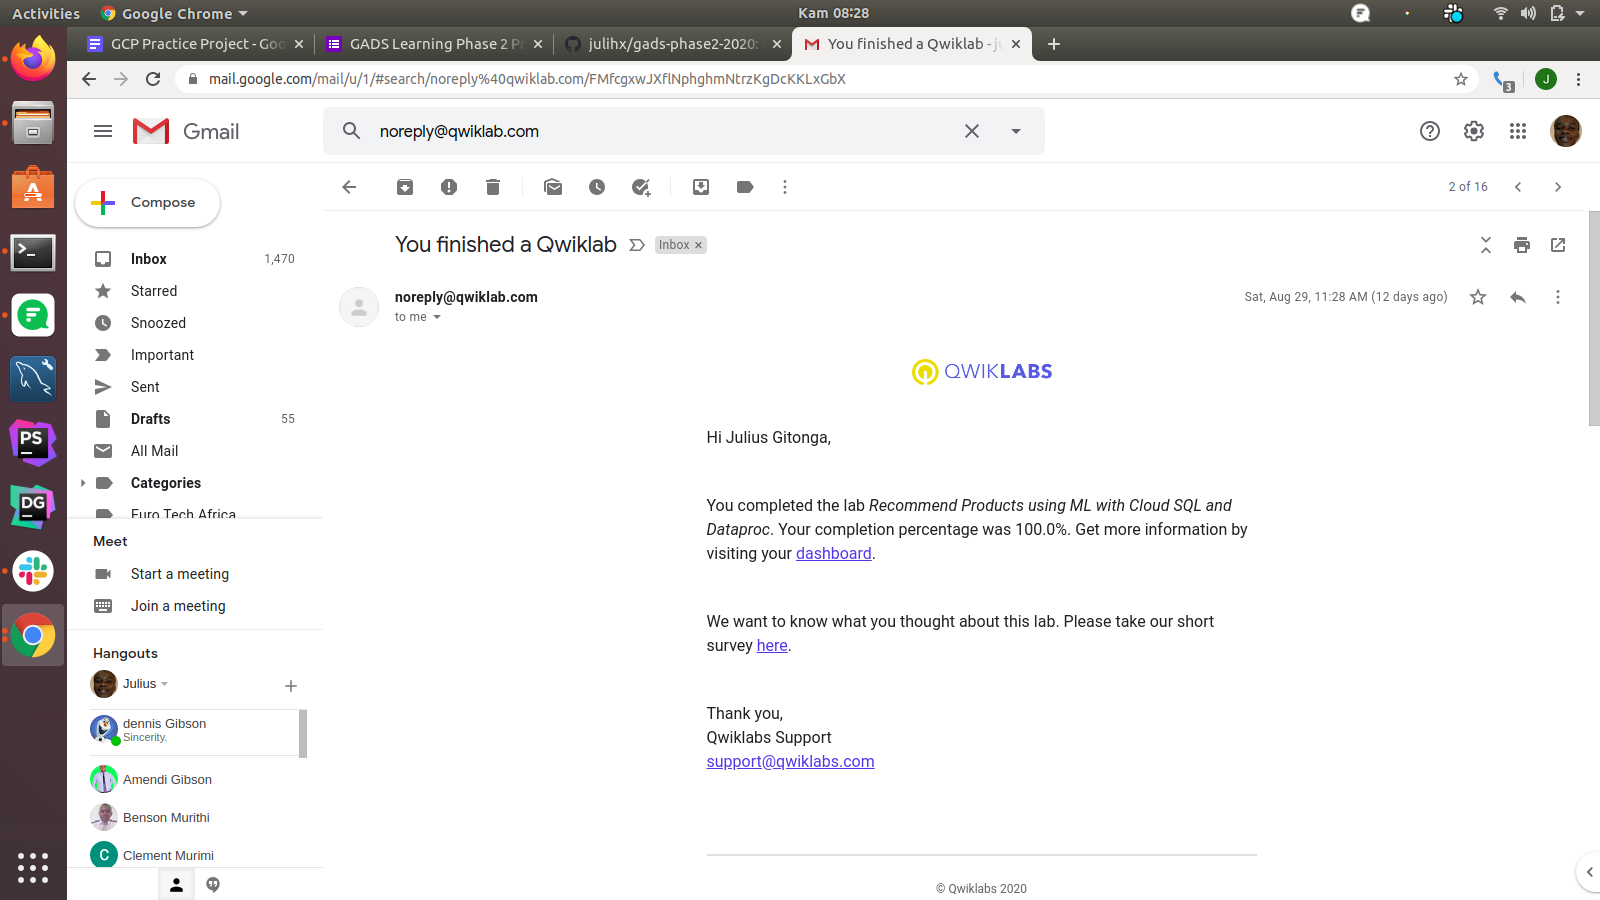 Activities
Google Chrome
Kam 08:28
GCP Practice Project - Goo
GADS Learning Phase 2 Pr
julihx/gads-phase2-2020:
You finished a Qwiklab - ju
mail.google.com/mail/u/1/#search/noreply%40qwiklab.com/FMfcgxwJXflNphghmNtrzKgDcKKLxGbX
3
J
Gmail
noreply@qwiklab.com
Compose
2 of 16
You finished a Qwiklab
Inbox ×
Inbox 1,470
Starred
Snoozed
Important
Sent
Drafts 55
All Mail
Categories
Euro Tech Africa
noreply@qwiklab.com
to me
Sat, Aug 29, 11:28 AM (12 days ago)
QWIKLABS
Hi Julius Gitonga,
You completed the lab Recommend Products using ML with Cloud SQL and
Dataproc. Your completion percentage was 100.0%. Get more information by
visiting your dashboard.
We want to know what you thought about this lab. Please take our short
survey here.
Thank you,
Qwiklabs Support
support@qwiklabs.com
© Qwiklabs 2020
Meet
Start a meeting
Join a meeting
Hangouts
Julius
dennis Gibson
Sincerity.
Amendi Gibson
Benson Murithi
C
Clement Murimi
PS
DG